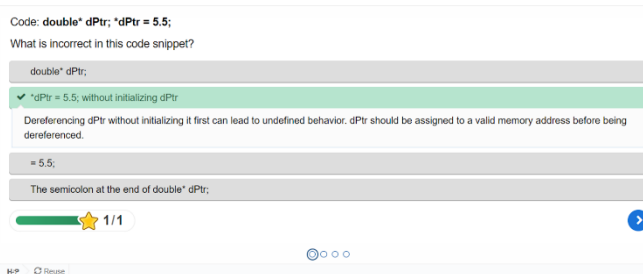 Code: double* dPtr; *dPtr = 5.5;
What is incorrect in this code snippet?
double* dPtr;
*dPtr = 5.5; without initializing dPtr
Dereferencing dPtr without initializing it first can lead to undefined behavior. dPtr should be assigned to a valid memory address before being
dereferenced.
= 5.5;
The semicolon at the end of double* dPtr;
1/1
H-P Reuse